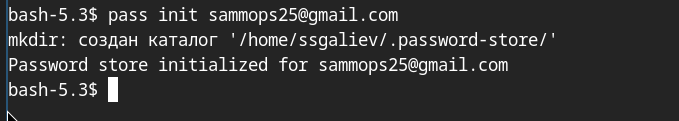 bash-5.3$ pass init sammops25@gmail.com
mkdir: создан каталог '/home/ssgaliev/.password-store/'
Password store initialized for sammops25@gmail.com
bash-5.3$